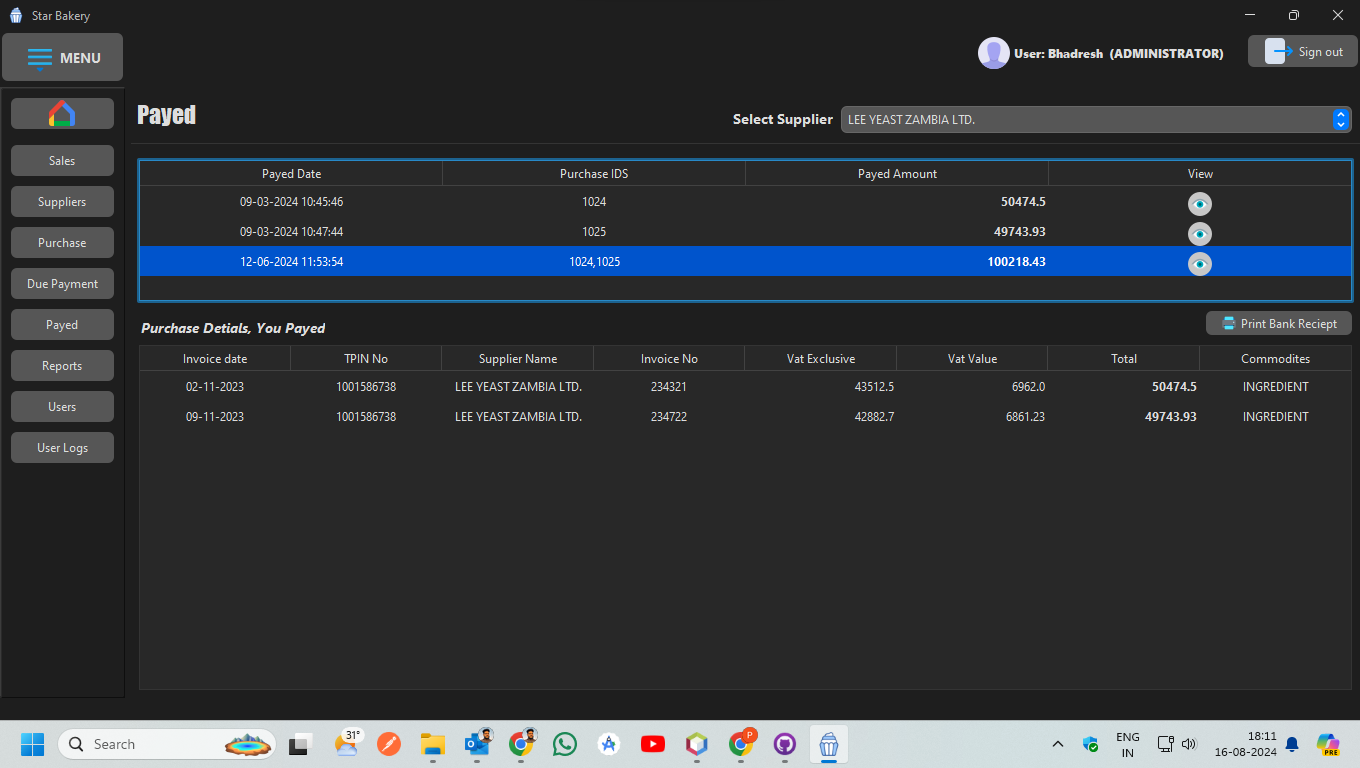 Star Bakery
MENU
User: Bhadresh (ADMINISTRATOR)
Sign out
Sales
Suppliers
Purchase
Due Payment
Payed
Reports
Users
User Logs
Payed
Select Supplier LEE YEAST ZAMBIA LTD.
Payed Date Purchase IDS Payed Amount View
09-03-2024 10:45:46 1024 50474.5
09-03-2024 10:47:44 1025 49743.93
12-06-2024 11:53:54 1024,1025 100218.43
Purchase Detials, You Payed
Print Bank Reciept
Invoice date TPIN No Supplier Name Invoice No Vat Exclusive Vat Value Total Commodites
02-11-2023 1001586738 LEE YEAST ZAMBIA LTD. 234321 43512.5 6962.0 50474.5 INGREDIENT
09-11-2023 1001586738 LEE YEAST ZAMBIA LTD. 234722 42882.7 6861.23 49743.93 INGREDIENT
Search
31°
P
ENG
IN
18:11
16-08-2024
PRE